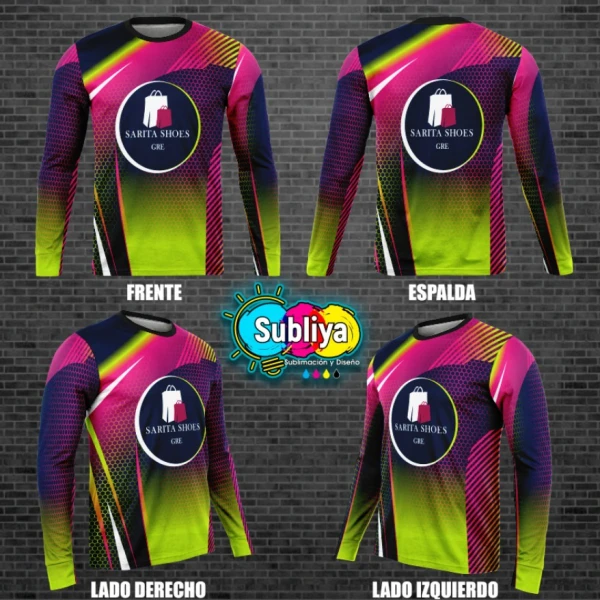 SARITA SHOES
GRE
SARITA SHOES
GRE
FRENTE
ESPALDA
Subliya
Sublimación y Diseño
SARITA SHOES
GRE
SARITA SHOES
GRE
LADO DERECHO
LADO IZQUIERDO